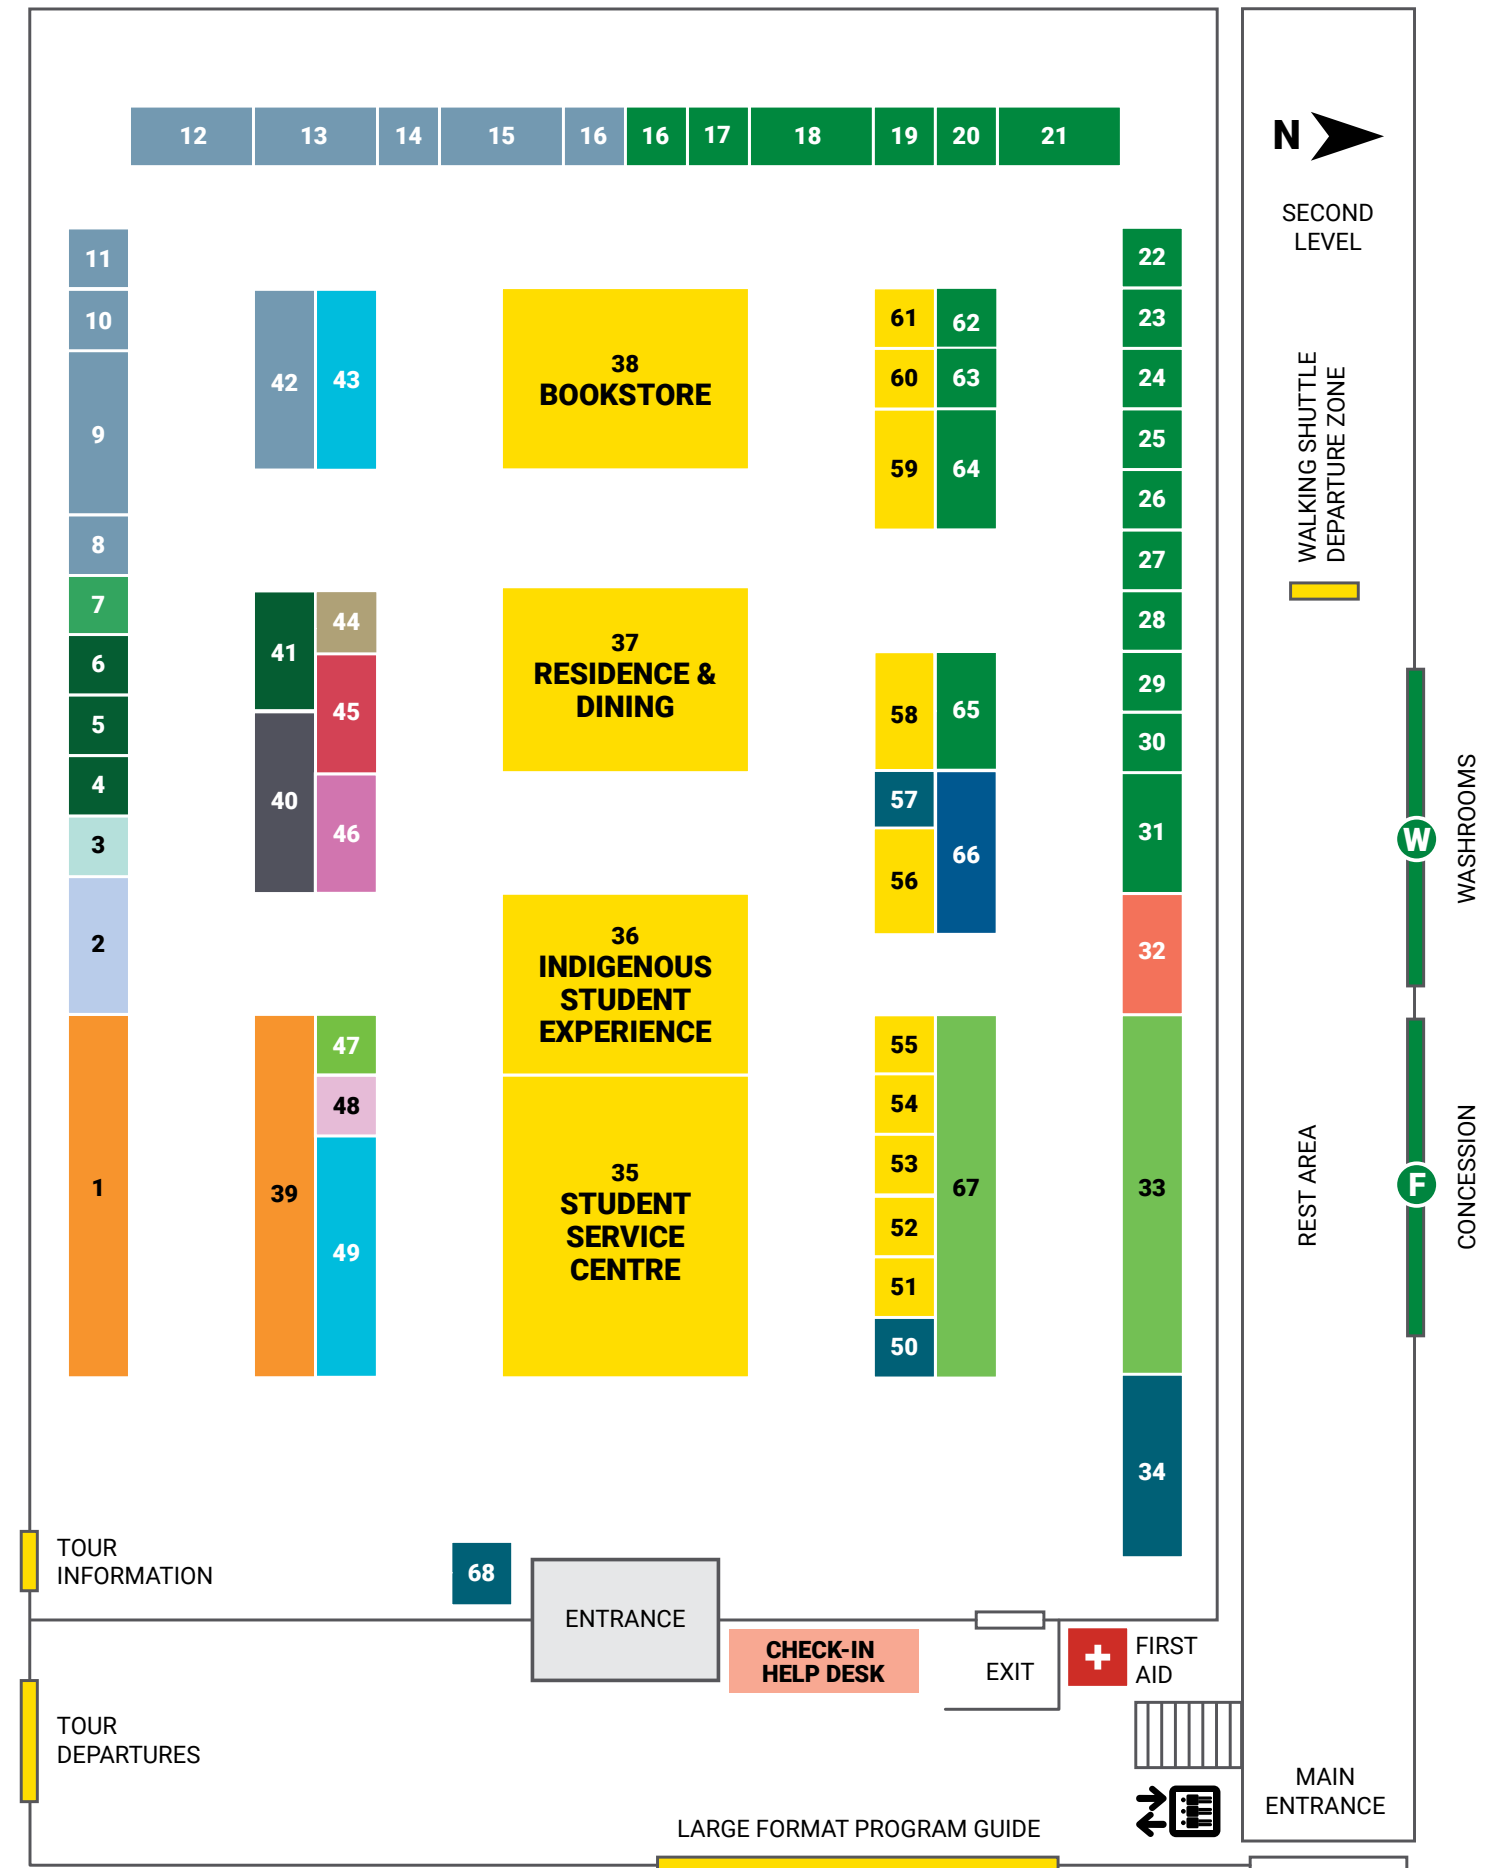 12 13 14 15 16 16 17 18 19 20 21
N
SECOND
LEVEL
11
10
9
8
7
6
5
4
3
2
1
42 43
41
40
44
45
46
39
47
48
49
38
BOOKSTORE
37
RESIDENCE &
DINING
36
INDIGENOUS
STUDENT
EXPERIENCE
35
STUDENT
SERVICE
CENTRE
61 62
60 63
59 64
58 65
57
66
56
55
54
53
67
52
51
50
22
23
24
25
26
27
28
29
30
31
32
33
34
WALKING SHUTTLE
DEPARTURE ZONE
WASHROOMS
W
REST AREA
F
CONCESSION
TOUR
INFORMATION
68
ENTRANCE
CHECK-IN
HELP DESK
EXIT
FIRST
AID
TOUR
DEPARTURES
MAIN
ENTRANCE
LARGE FORMAT PROGRAM GUIDE